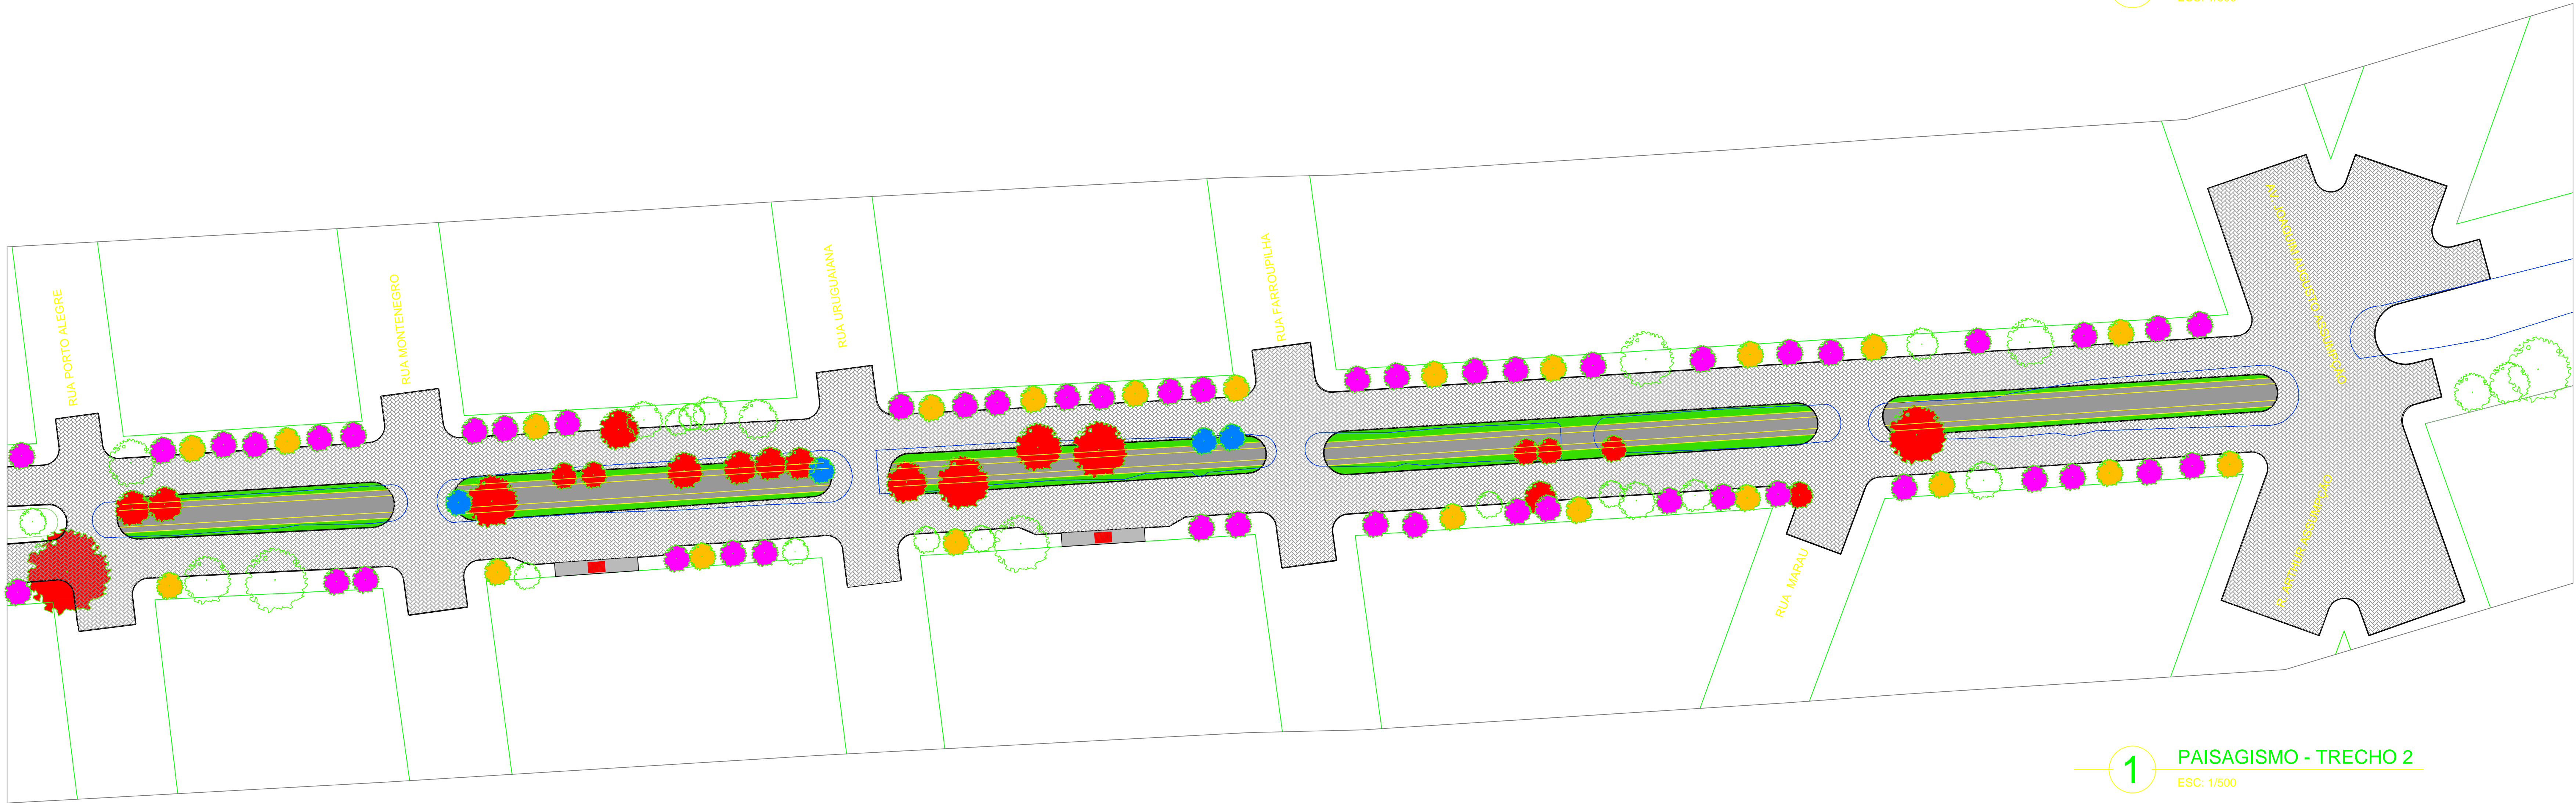 RUA PORTO ALEGRE
RUA MONTENEGRO
RUA URUGUAIANA
RUA FARROUPILHA
RUA MARAU
1
PAISAGISMO - TRECHO 2
ESC: 1/500